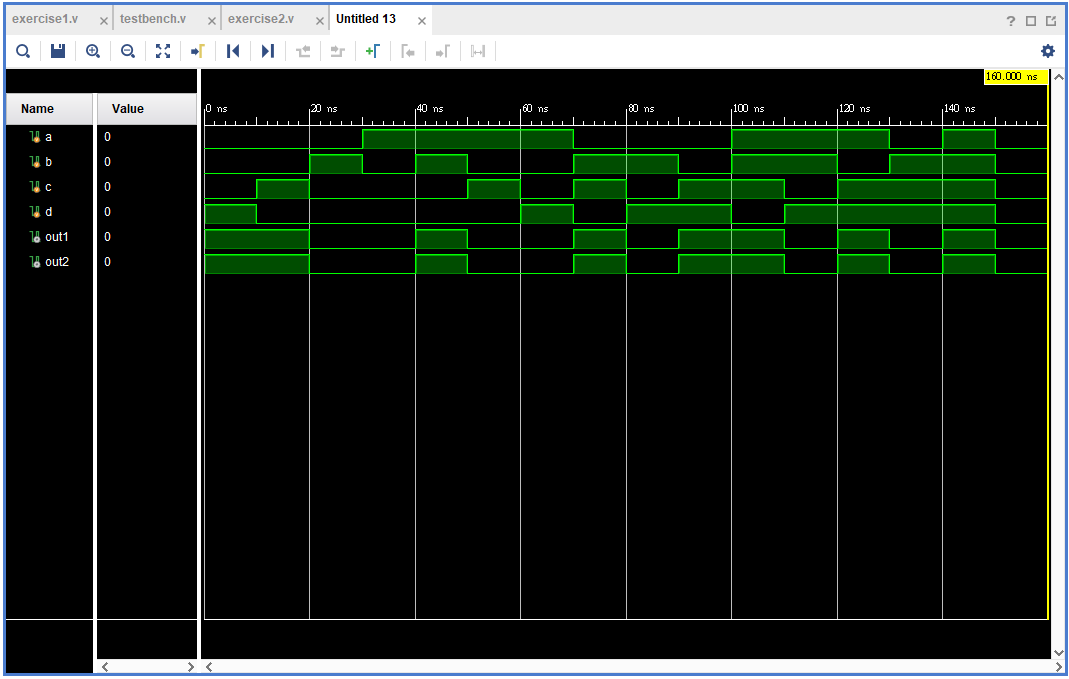 exercise1.v × testbench.v × exercise2.v × Untitled 13 ×
160.000 ns
Name Value
0 ns 20 ns 40 ns 60 ns 80 ns 100 ns 120 ns 140 ns
a 0
b 0
c 0
d 0
out1 0
out2 0